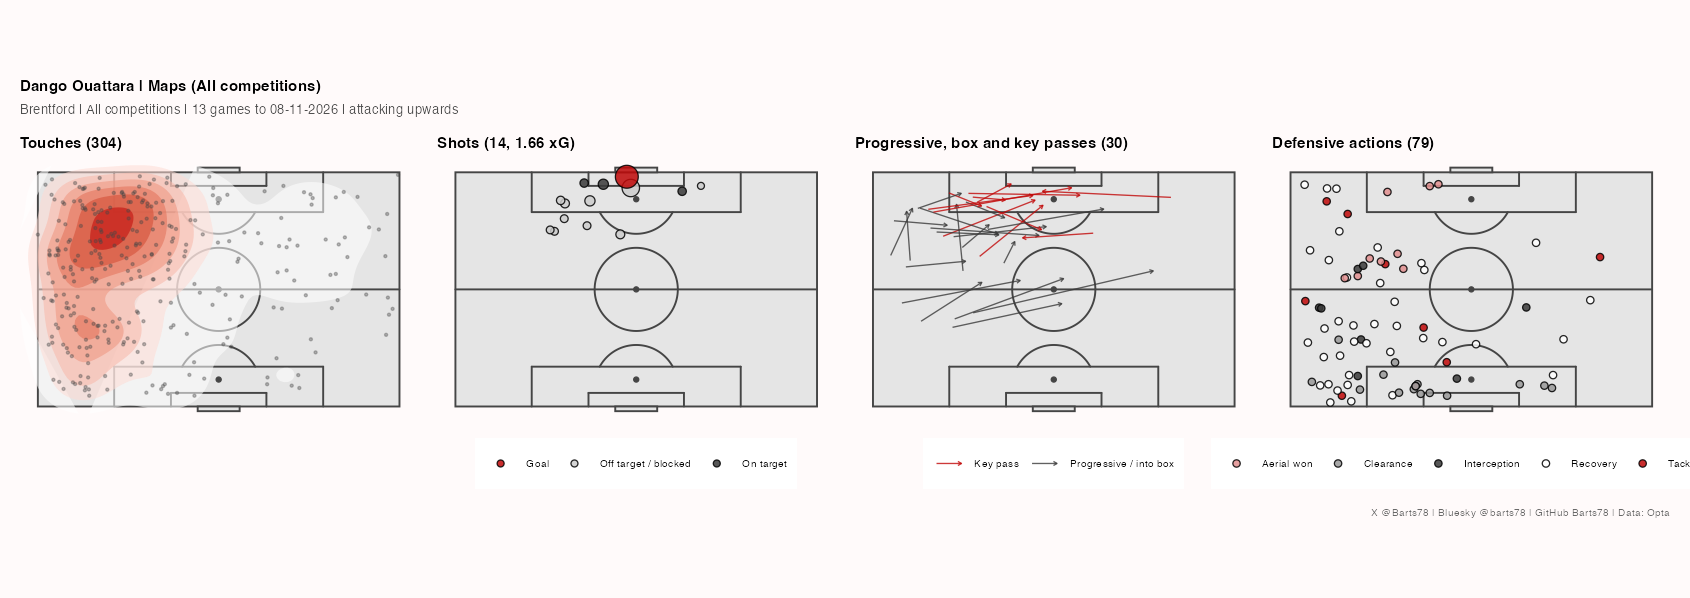 Dango Ouattara | Maps (All competitions)
Brentford | All competitions | 13 games to 08-11-2026 | attacking upwards
Touches (304)
Shots (14, 1.66 xG)
Progressive, box and key passes (30)
Defensive actions (79)
Goal
Off target / blocked
On target
Key pass
Progressive / into box
Aerial won
Clearance
Interception
Recovery
Tack
X @Barts78 | Bluesky @barts78 | GitHub Barts78 | Data: Opta